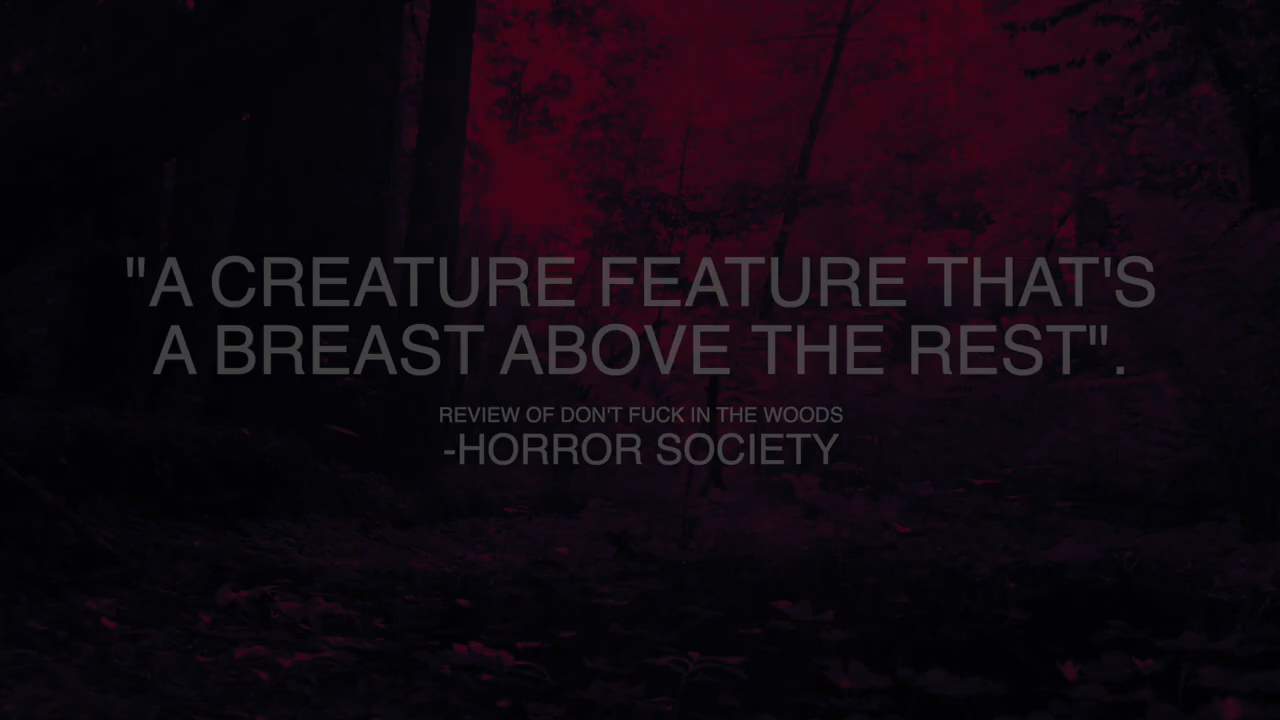 "A CREATURE FEATURE THAT'S
A BREAST ABOVE THE REST".
REVIEW OF DON'T FUCK IN THE WOODS
-HORROR SOCIETY